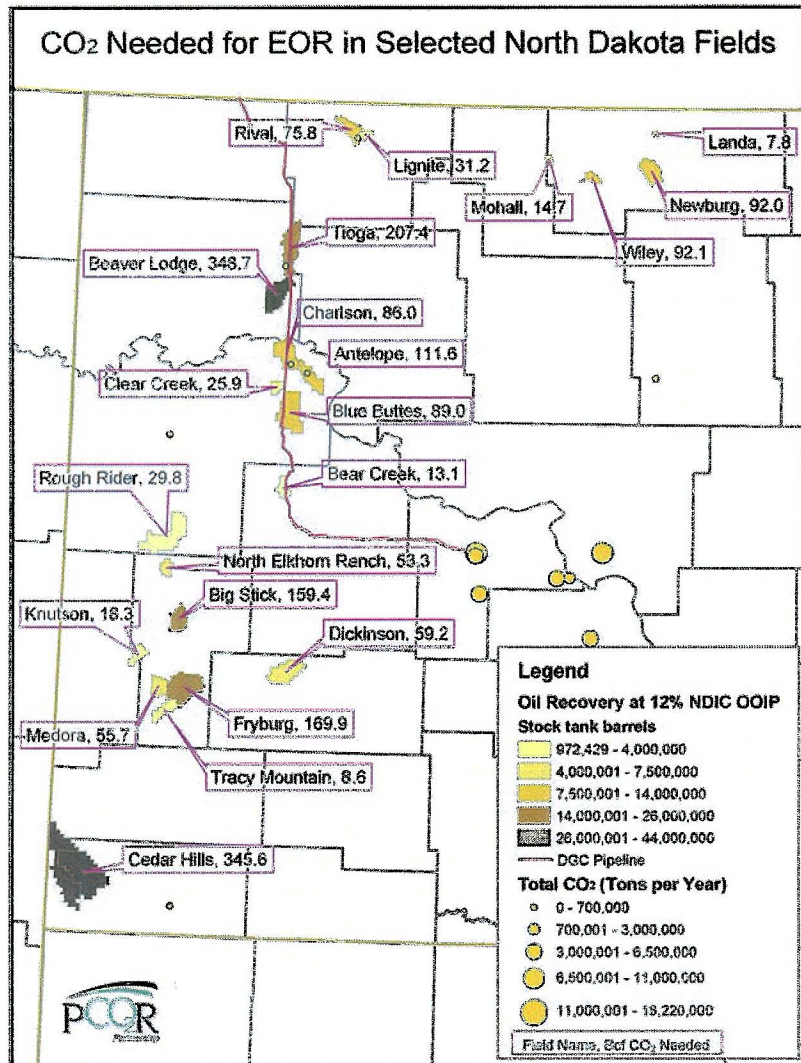 CO2 Needed for EOR in Selected North Dakota Fields
Rival, 75.8
Lignite, 31.2
Landa, 7.8
Mohall, 14.7
Newburg, 92.0
Wiley, 92.1
Tioga, 207.4
Beaver Lodge, 348.7
Charlson, 86.0
Antelope, 111.6
Clear Creek, 25.9
Blue Buttes, 89.0
Bear Creek, 13.1
Rough Rider, 29.8
North Elkhorn Ranch, 53.3
Big Stick, 159.4
Knutson, 18.3
Dickinson, 59.2
Medora, 55.7
Fryburg, 169.9
Tracy Mountain, 8.6
Cedar Hills, 345.6
Legend
Oil Recovery at 12% NDIC OOIP
Stock tank barrels
972,429 - 4,000,000
4,000,001 - 7,500,000
7,500,001 - 14,000,000
14,000,001 - 26,000,000
26,000,001 - 44,000,000
DGC Pipeline
Total CO2 (Tons per Year)
0 - 700,000
700,001 - 3,000,000
3,000,001 - 6,500,000
6,500,001 - 11,000,000
11,000,001 -
Field Name, Bcf CO2 Needed
PCO2R
Partnership